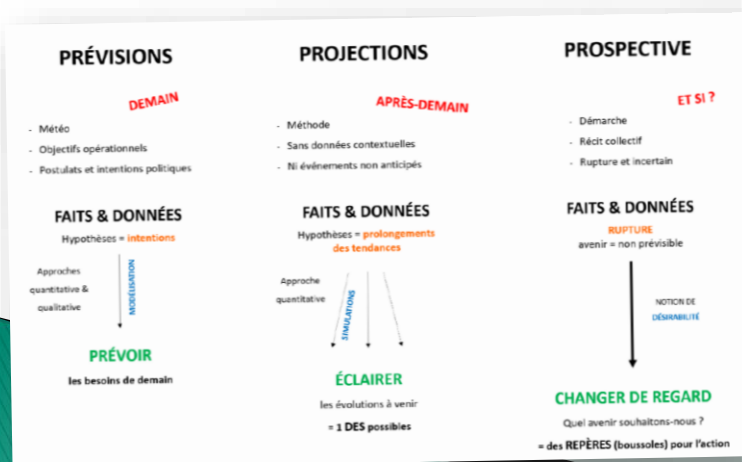 PRÉVISIONS
DEMAIN
- Météo
- Objectifs opérationnels
- Postulats et intentions politiques
FAITS & DONNÉES
Hypothèses = intentions
Approches
quantitative &
qualitative
MODÉLISATION
PRÉVOIR
les besoins de demain
PROJECTIONS
APRÈS-DEMAIN
- Méthode
- Sans données contextuelles
- Ni événements non anticipés
FAITS & DONNÉES
Hypothèses = prolongements
des tendances
Approche
quantitative
SIMULATIONS
ÉCLAIRER
les évolutions à venir
= 1 DES possibles
PROSPECTIVE
ET SI ?
- Démarche
- Récit collectif
- Rupture et incertain
FAITS & DONNÉES
RUPTURE
avenir = non prévisible
NOTION DE
DÉSIRABILITÉ
CHANGER DE REGARD
Quel avenir souhaitons-nous ?
= des REPÈRES (boussoles) pour l'action